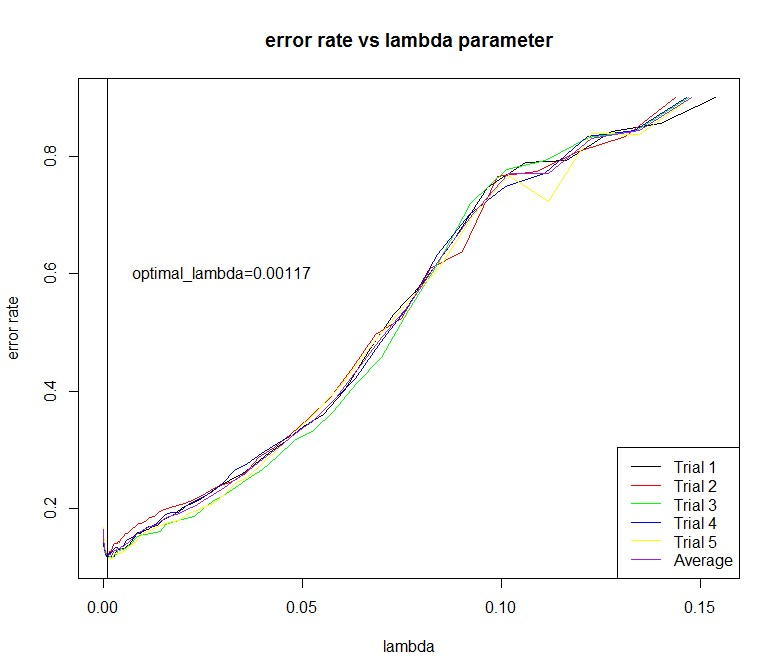 error rate vs lambda parameter
error rate
0.8
0.6
0.4
0.2
optimal_lambda=0.00117
Trial 1
Trial 2
Trial 3
Trial 4
Trial 5
Average
0.00 0.05 0.10 0.15
lambda